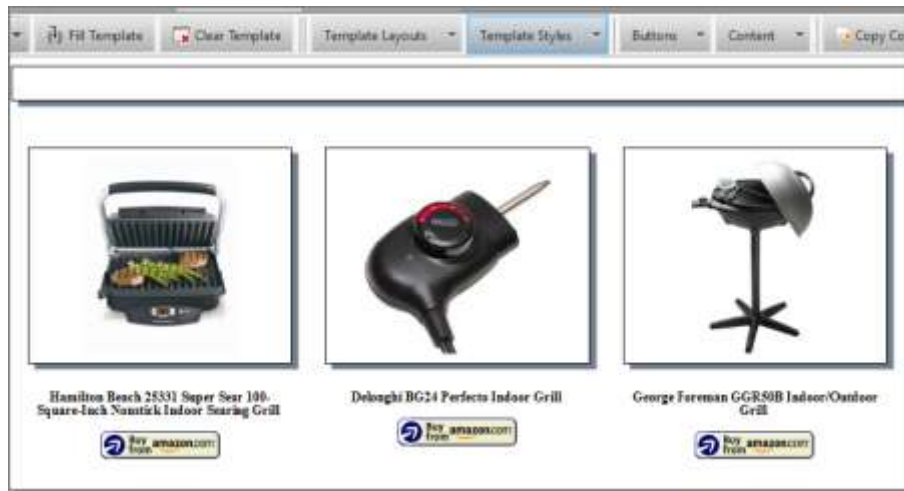 Fill Template Clear Template Template Layouts Template Styles Buttons Content Copy Co
Hamilton Beach 25331 Super Sear 100-
Square-Inch Nonstick Indoor Searing Grill
Buy
from amazon.com
Delonghi BG24 Perfecto Indoor Grill
Buy
from amazon.com
George Foreman GGR50B Indoor/Outdoor
Grill
Buy
from amazon.com